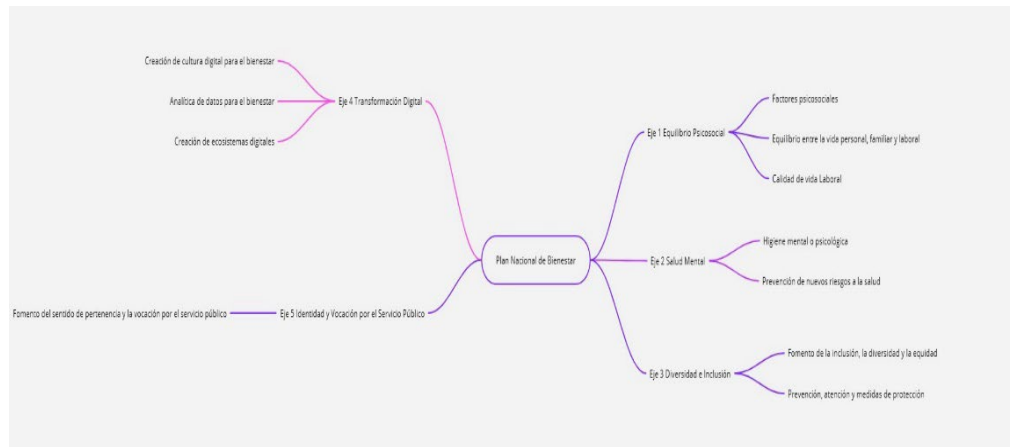 Creación de cultura digital para el bienestar
Analítica de datos para el bienestar
Eje 4 Transformación Digital
Creación de ecosistemas digitales
Factores psicosociales
Eje 1 Equilibrio Psicosocial
Equilibrio entre la vida personal, familiar y laboral
Calidad de vida Laboral
Plan Nacional de Bienestar
Higiene mental o psicológica
Eje 2 Salud Mental
Prevención de nuevos riesgos a la salud
Fomento del sentido de pertenencia y la vocación por el servicio público
Eje 5 Identidad y Vocación por el Servicio Público
Fomento de la inclusión, la diversidad y la equidad
Eje 3 Diversidad e Inclusión
Prevención, atención y medidas de protección